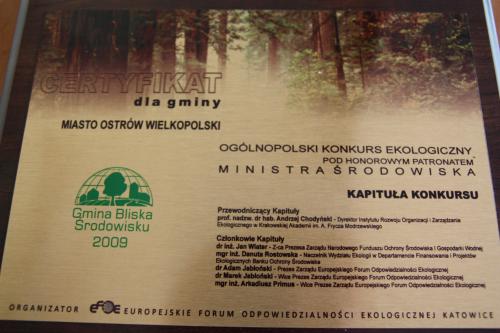 CERTYFIKAT
dla gminy
MIASTO OSTRÓW WIELKOPOLSKI
OGÓLNOPOLSKI KONKURS EKOLOGICZNY
POD HONOROWYM PATRONATEM
MINISTRA ŚRODOWISKA
KAPITUŁA KONKURSU
Gmina Bliska
Środowisku
2009
Przewodniczący Kapituły
prof. nadzw. dr hab. Andrzej Chodyński - Dyrektor Instytutu Rozwoju Organizacji i Zarządzania
Ekologicznego w Krakowskiej Akademii im. A. Frycza Modrzewskiego
Członkowie Kapituły
dr inż. Jan Wiater - Z-ca Prezesa Zarządu Narodowego Funduszu Ochrony Środowiska i Gospodarki Wodnej
mgr inż. Danuta Rostowska - Naczelnik Wydziału Ekologii w Departamencie Finansowania i Projektów
Ekologicznych Banku Ochrony Środowiska
dr Adam Jabłoński - Prezes Zarządu Europejskiego Forum Odpowiedzialności Ekologicznej
dr Marek Jabłoński - Wice Prezes Zarządu Europejskiego Forum Odpowiedzialności Ekologicznej
mgr inż. Arkadiusz Primus - Wice Prezes Zarządu Europejskiego Forum Odpowiedzialności Ekologicznej
ORGANIZATOR efoe EUROPEJSKIE FORUM ODPOWIEDZIALNOŚCI EKOLOGICZNEJ KATOWICE